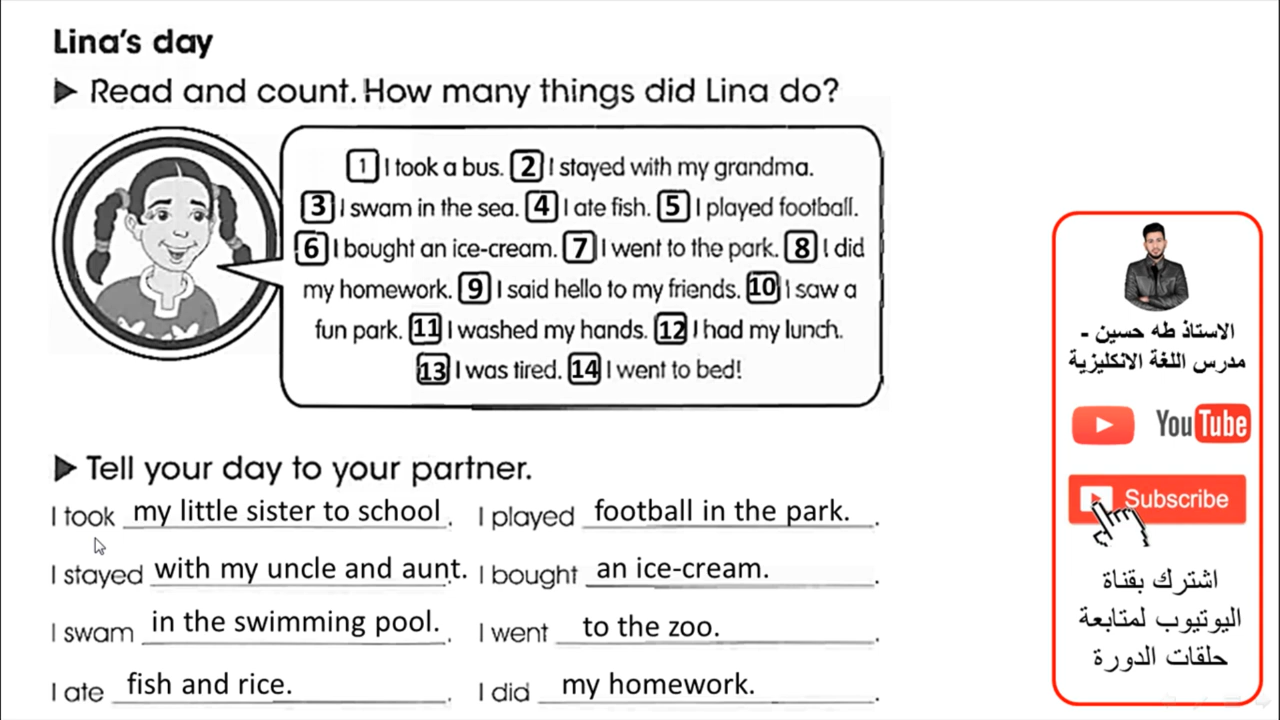 Lina's day
Read and count. How many things did Lina do?
1 I took a bus. 2 I stayed with my grandma.
3 I swam in the sea. 4 I ate fish. 5 I played football.
6 I bought an ice-cream. 7 I went to the park. 8 I did
my homework. 9 I said hello to my friends. 10 I saw a
fun park. 11 I washed my hands. 12 I had my lunch.
13 I was tired. 14 I went to bed!
Tell your day to your partner.
I took my little sister to school. I played football in the park. .
I stayed with my uncle and aunt. . I bought an ice-cream. .
I swam in the swimming pool. . I went to the zoo. .
I ate fish and rice. . I did my homework. .
الاستاذ طه حسين -
مدرس اللغة الانكليزية
YouTube
Subscribe
اشترك بقناة
اليوتيوب لمتابعة
حلقات الدورة